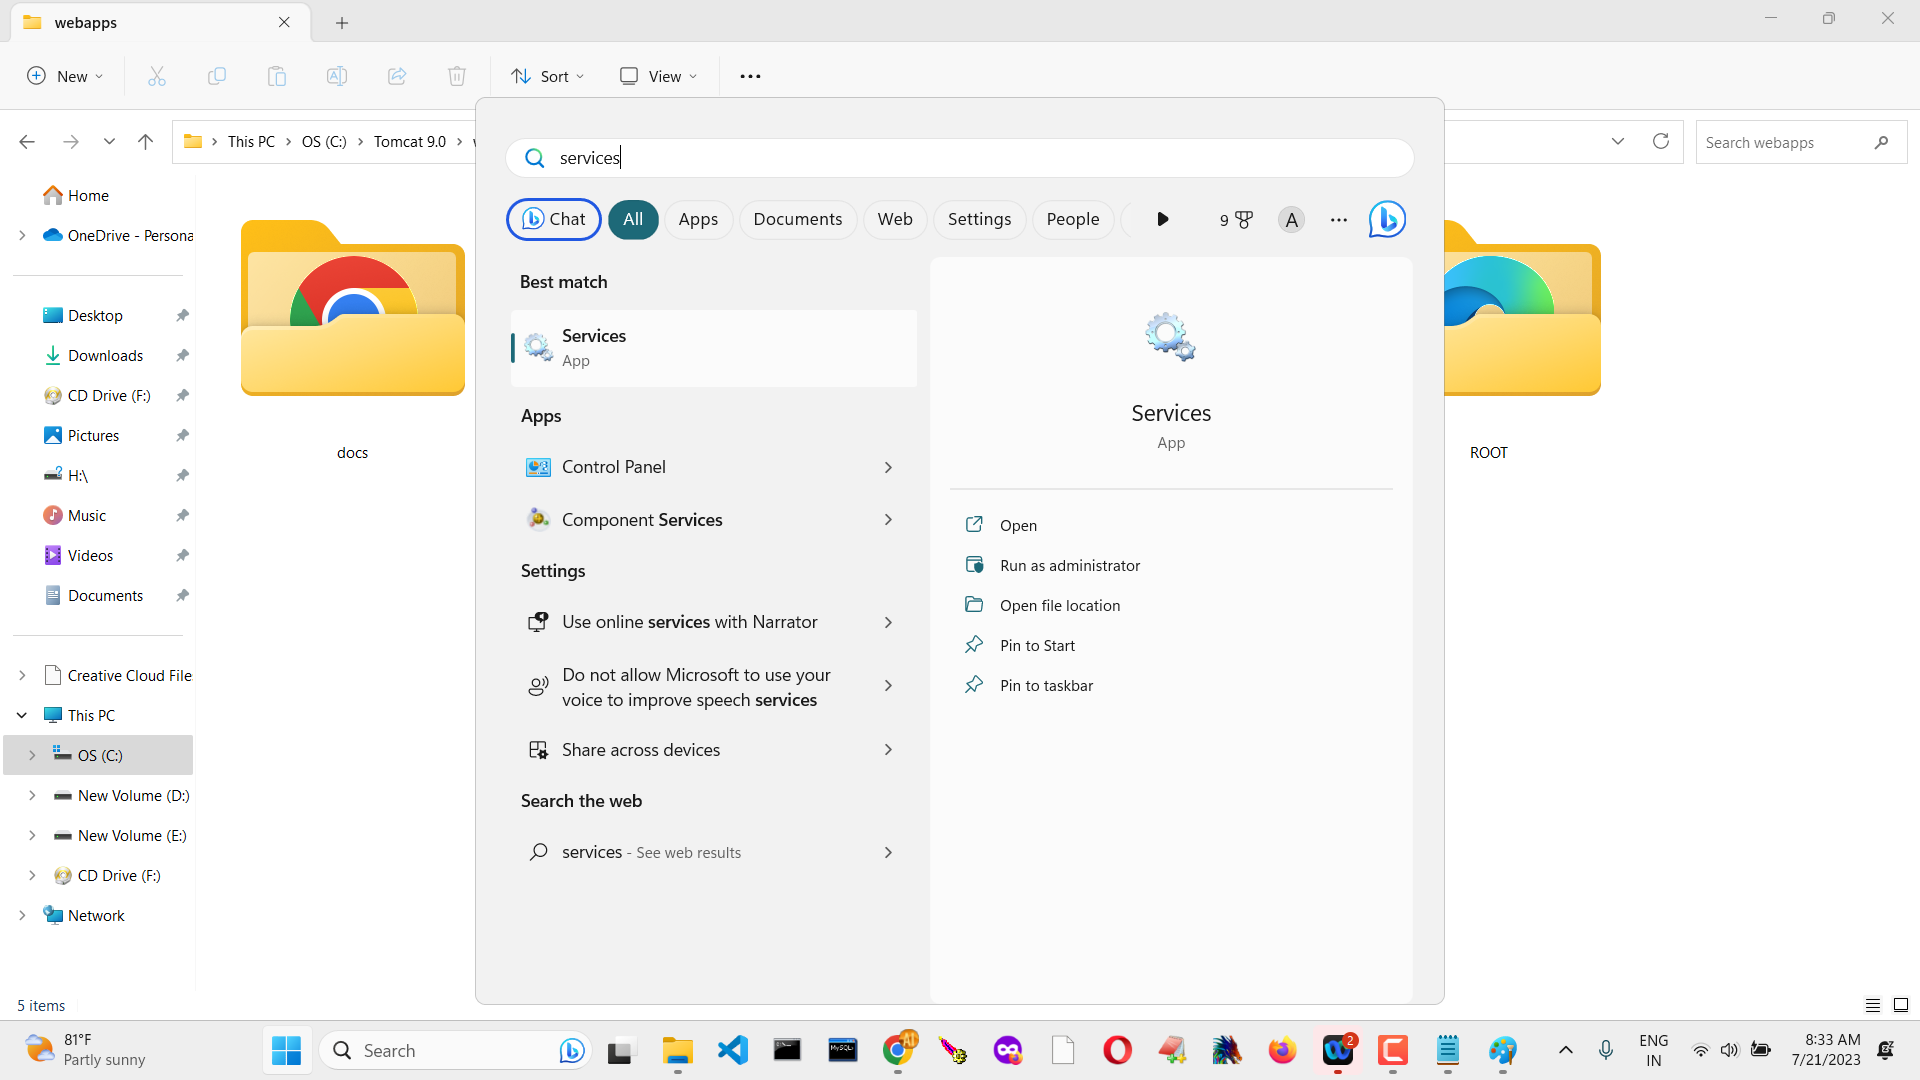 webapps
New
Sort
View
This PC
OS (C:)
Tomcat 9.0
Search webapps
services
Chat
All
Apps
Documents
Web
Settings
People
9
A
Home
OneDrive - Persona
Desktop
Downloads
CD Drive (F:)
Pictures
H:\
Music
Videos
Documents
Creative Cloud File
This PC
OS (C:)
New Volume (D:)
New Volume (E:)
CD Drive (F:)
Network
docs
ROOT
Best match
Services
App
Apps
Control Panel
Component Services
Settings
Use online services with Narrator
Do not allow Microsoft to use your
voice to improve speech services
Share across devices
Search the web
services - See web results
Services
App
Open
Run as administrator
Open file location
Pin to Start
Pin to taskbar
5 items
81°F
Partly sunny
Search
MySQL
2
ENG
IN
8:33 AM
7/21/2023